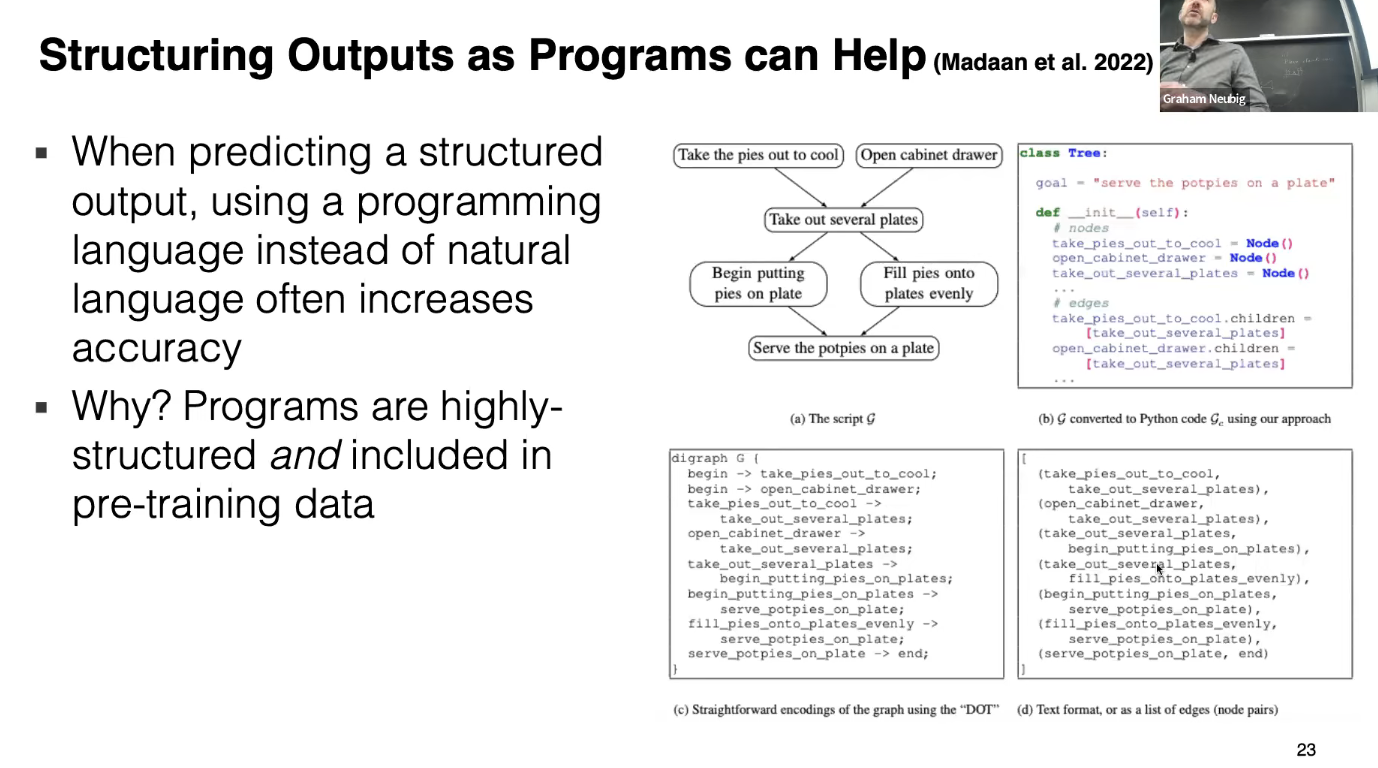 Structuring Outputs as Programs can Help (Madaan et al. 2022)
Graham Neubig
▪ When predicting a structured
output, using a programming
language instead of natural
language often increases
accuracy
▪ Why? Programs are highly-
structured and included in
pre-training data
Take the pies out to cool
Open cabinet drawer
Take out several plates
Begin putting
pies on plate
Fill pies onto
plates evenly
Serve the potpies on a plate
(a) The script G
class Tree:
goal = "serve the potpies on a plate"
def __init__(self):
# nodes
take_pies_out_to_cool = Node()
open_cabinet_drawer = Node()
take_out_several_plates = Node()
...
# edges
take_pies_out_to_cool.children =
[take_out_several_plates]
open_cabinet_drawer.children =
[take_out_several_plates]
...
(b) G converted to Python code Gc using our approach
digraph G {
begin -> take_pies_out_to_cool;
begin -> open_cabinet_drawer;
take_pies_out_to_cool ->
take_out_several_plates;
open_cabinet_drawer ->
take_out_several_plates;
take_out_several_plates ->
begin_putting_pies_on_plates;
begin_putting_pies_on_plates ->
serve_potpies_on_plate;
fill_pies_onto_plates_evenly ->
serve_potpies_on_plate;
serve_potpies_on_plate -> end;
}
(c) Straightforward encodings of the graph using the “DOT”
[
(take_pies_out_to_cool,
take_out_several_plates),
(open_cabinet_drawer,
take_out_several_plates),
(take_out_several_plates,
begin_putting_pies_on_plates),
(take_out_several_plates,
fill_pies_onto_plates_evenly),
(begin_putting_pies_on_plates,
serve_potpies_on_plate),
(fill_pies_onto_plates_evenly,
serve_potpies_on_plate),
(serve_potpies_on_plate, end)
]
(d) Text format, or as a list of edges (node pairs)
23